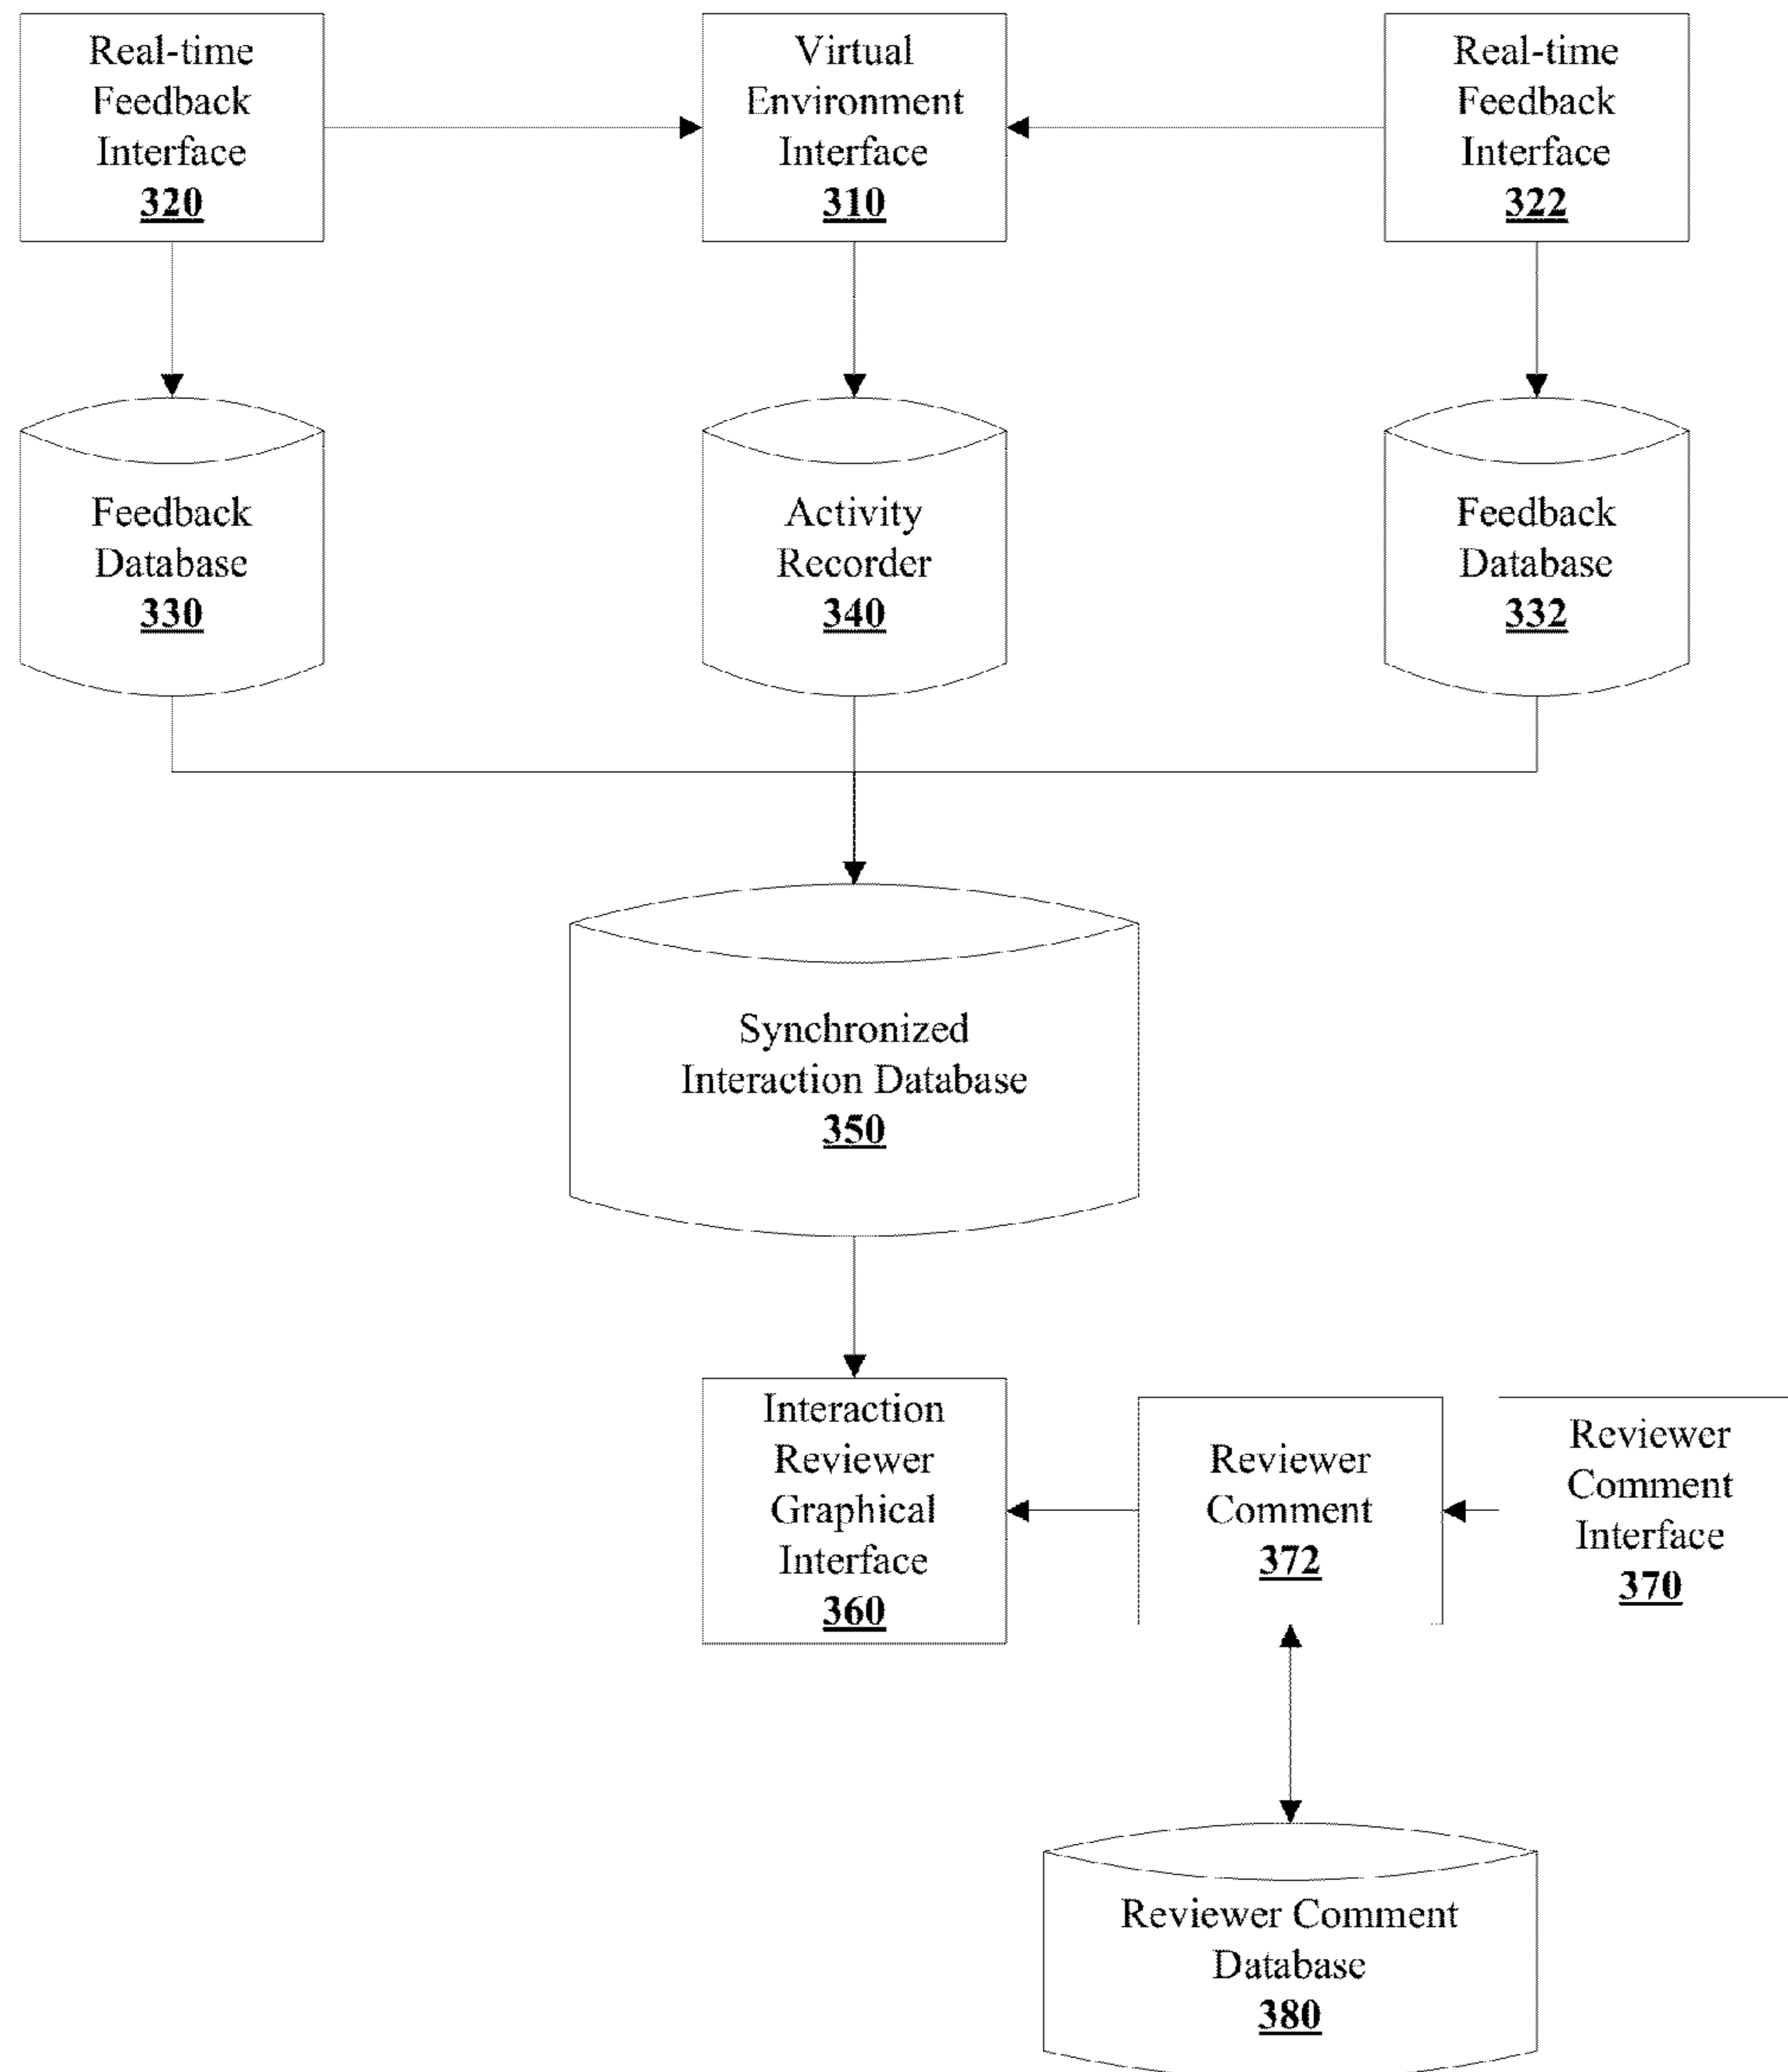 Real-time
Feedback
Interface
320
Virtual
Environment
Interface
310
Real-time
Feedback
Interface
322
Feedback
Database
330
Activity
Recorder
340
Feedback
Database
332
Synchronized
Interaction Database
350
Interaction
Reviewer
Graphical
Interface
360
Reviewer
Comment
372
Reviewer
Comment
Interface
370
Reviewer Comment
Database
380